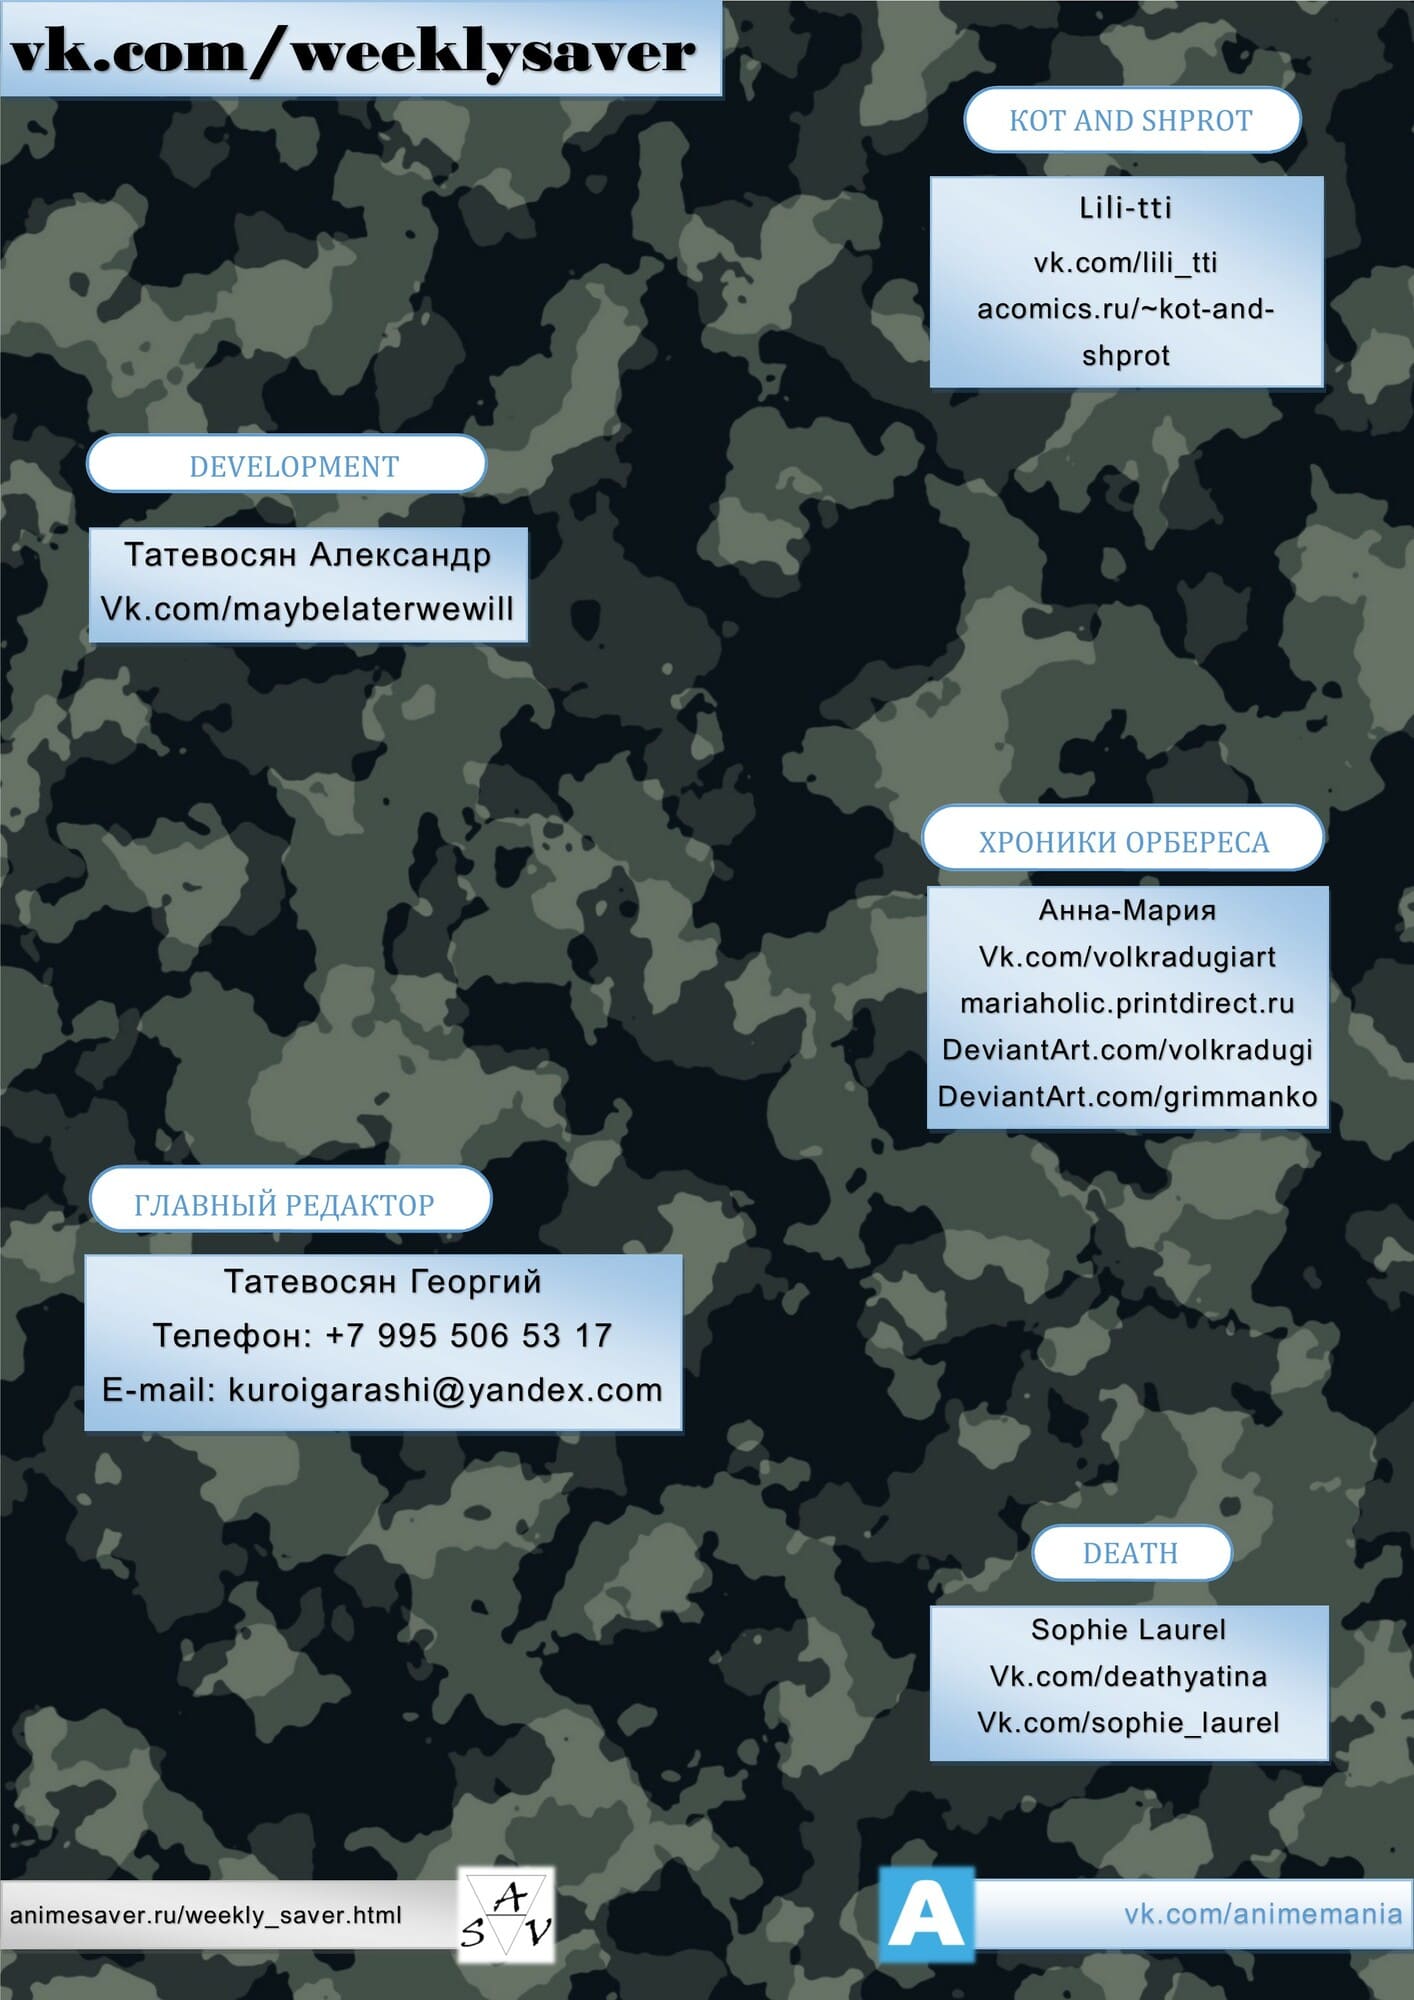 vk.com/weeklysaver
КОТ AND SHPROT
Lili-tti
vk.com/lili_tti
acomics.ru/~kot-and-
shprot
DEVELOPMENT
Татевосян Александр
Vk.com/maybelaterwewill
ХРОНИКИ ОРБЕРЕСА
Анна-Мария
Vk.com/volkradugiart
mariaholic.printdirect.ru
DeviantArt.com/volkradugi
DeviantArt.com/grimmanko
ГЛАВНЫЙ РЕДАКТОР
Татевосян Георгий
Телефон: +7 995 506 53 17
E-mail: kuroigarashi@yandex.com
DEATH
Sophie Laurel
Vk.com/deathyatina
Vk.com/sophie_laurel
animesaver.ru/weekly_saver.html
A
S V
A
vk.com/animemania